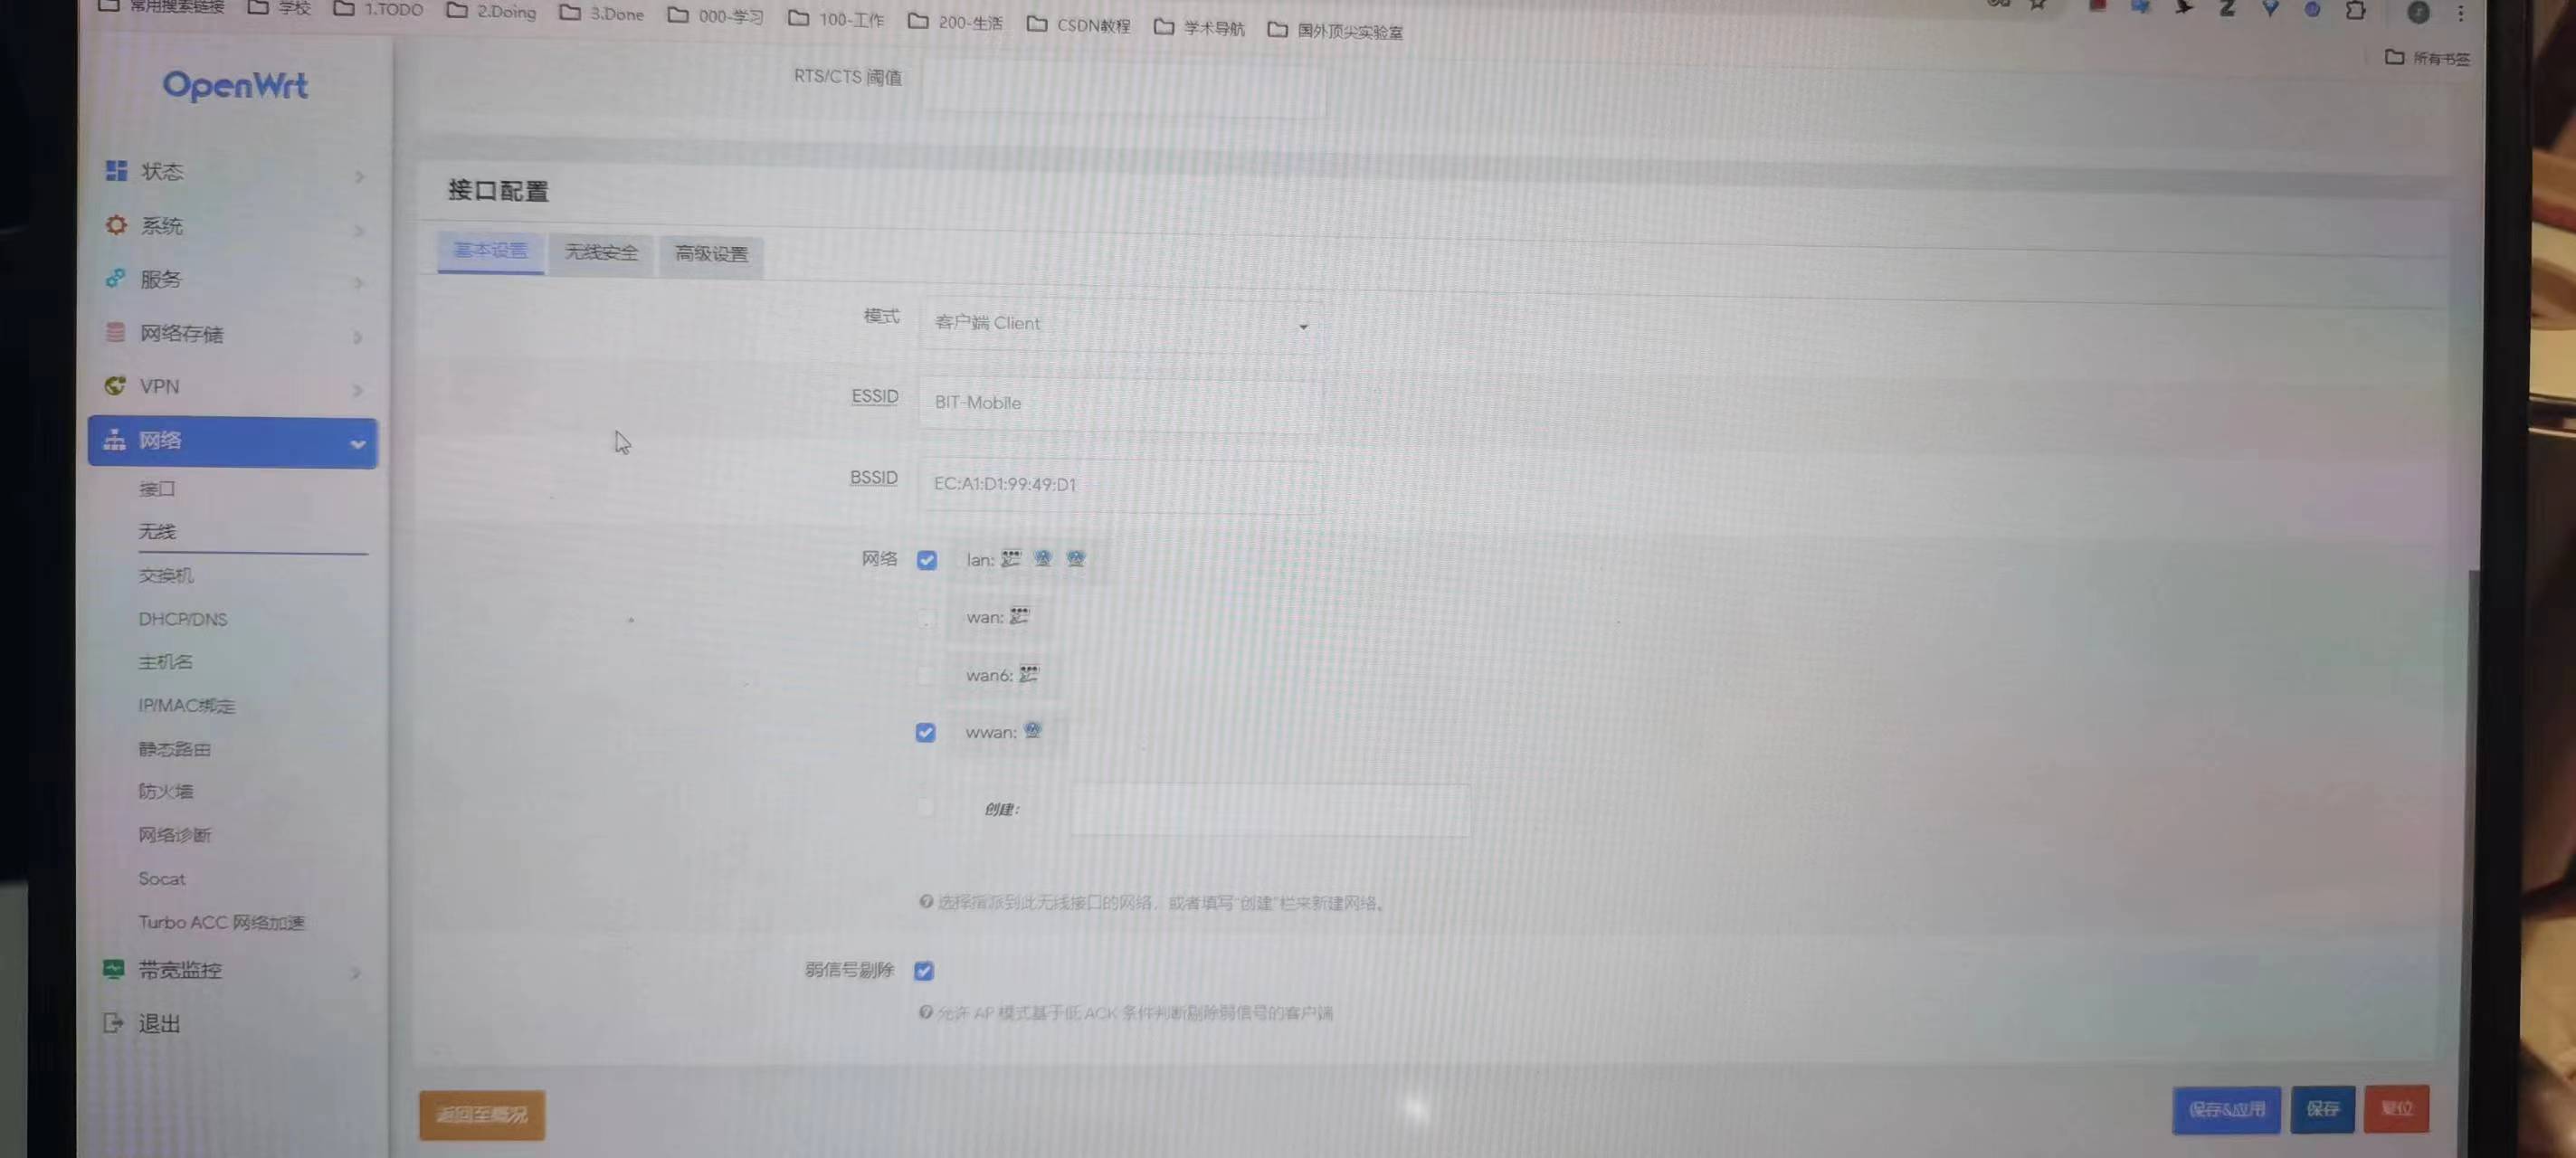 常用搜索链接
学校
1.TODO
2.Doing
3.Done
000-学习
100-工作
200-生活
CSDN教程
学术导航
国外顶尖实验室
所有书签
OpenWrt
状态
系统
服务
网络存储
VPN
网络
接口
无线
交换机
DHCP/DNS
主机名
IP/MAC绑定
静态路由
防火墙
网络诊断
Socat
Turbo ACC 网络加速
带宽监控
退出
RTS/CTS 阈值
接口配置
基本设置
无线安全
高级设置
模式
客户端 Client
ESSID
BIT-Mobile
BSSID
EC:A1:D1:99:49:D1
网络
lan:
wan:
wan6:
wwan:
创建:
选择指派到此无线接口的网络，或者填写"创建"栏来新建网络。
弱信号剔除
允许 AP 模式基于低 ACK 条件判断剔除弱信号的客户端
返回至概况
保存&应用
保存
复位